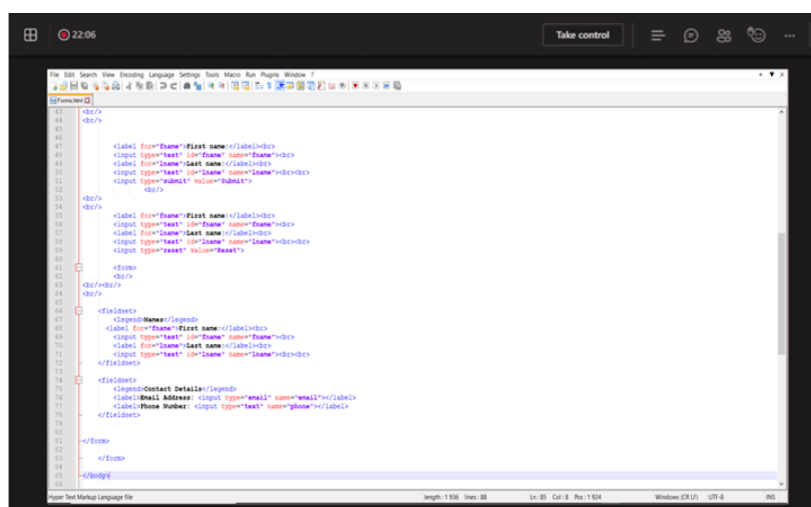 22:06
Take control
File Edit Search View Encoding Language Settings Tools Macro Run Plugins Window ?
Forms.html
43 <br/>
44 <br/>
45
46
47 <label for="fname">First name:</label><br>
48 <input type="text" id="fname" name="fname"><br>
49 <label for="lname">Last name:</label><br>
50 <input type="text" id="lname" name="lname"><br><br>
51 <input type="submit" value="Submit">
52 <br/>
53 <br/>
54 <br/>
55 <label for="fname">First name:</label><br>
56 <input type="text" id="fname" name="fname"><br>
57 <label for="lname">Last name:</label><br>
58 <input type="text" id="lname" name="lname"><br><br>
59 <input type="reset" value="Reset">
60
61 <form>
62 <br/>
63 <br/><br/>
64 <br/>
65
66 <fieldset>
67 <legend>Names</legend>
68 <label for="fname">First name:</label><br>
69 <input type="text" id="fname" name="fname"><br>
70 <label for="lname">Last name:</label><br>
71 <input type="text" id="lname" name="lname"><br><br>
72 </fieldset>
73
74 <fieldset>
75 <legend>Contact Details</legend>
76 <label>Email Address: <input type="email" name="email"></label>
77 <label>Phone Number: <input type="text" name="phone"></label>
78 </fieldset>
79
80
81 </form>
82
83 </form>
84
85 </body>
86
Hyper Text Markup Language file length : 1 936 lines : 88 Ln : 85 Col : 8 Pos : 1 924 Windows (CR LF) UTF-8 INS